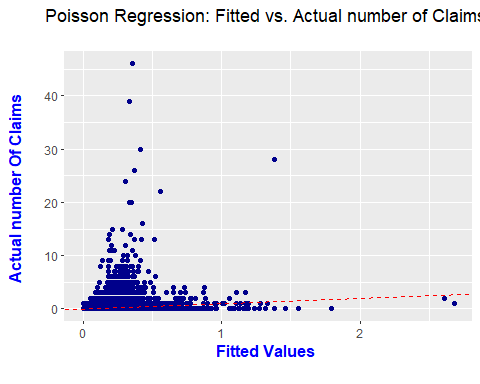 Poisson Regression: Fitted vs. Actual number of Claims
Actual number Of Claims
40
30
20
10
0
0
1
2
Fitted Values